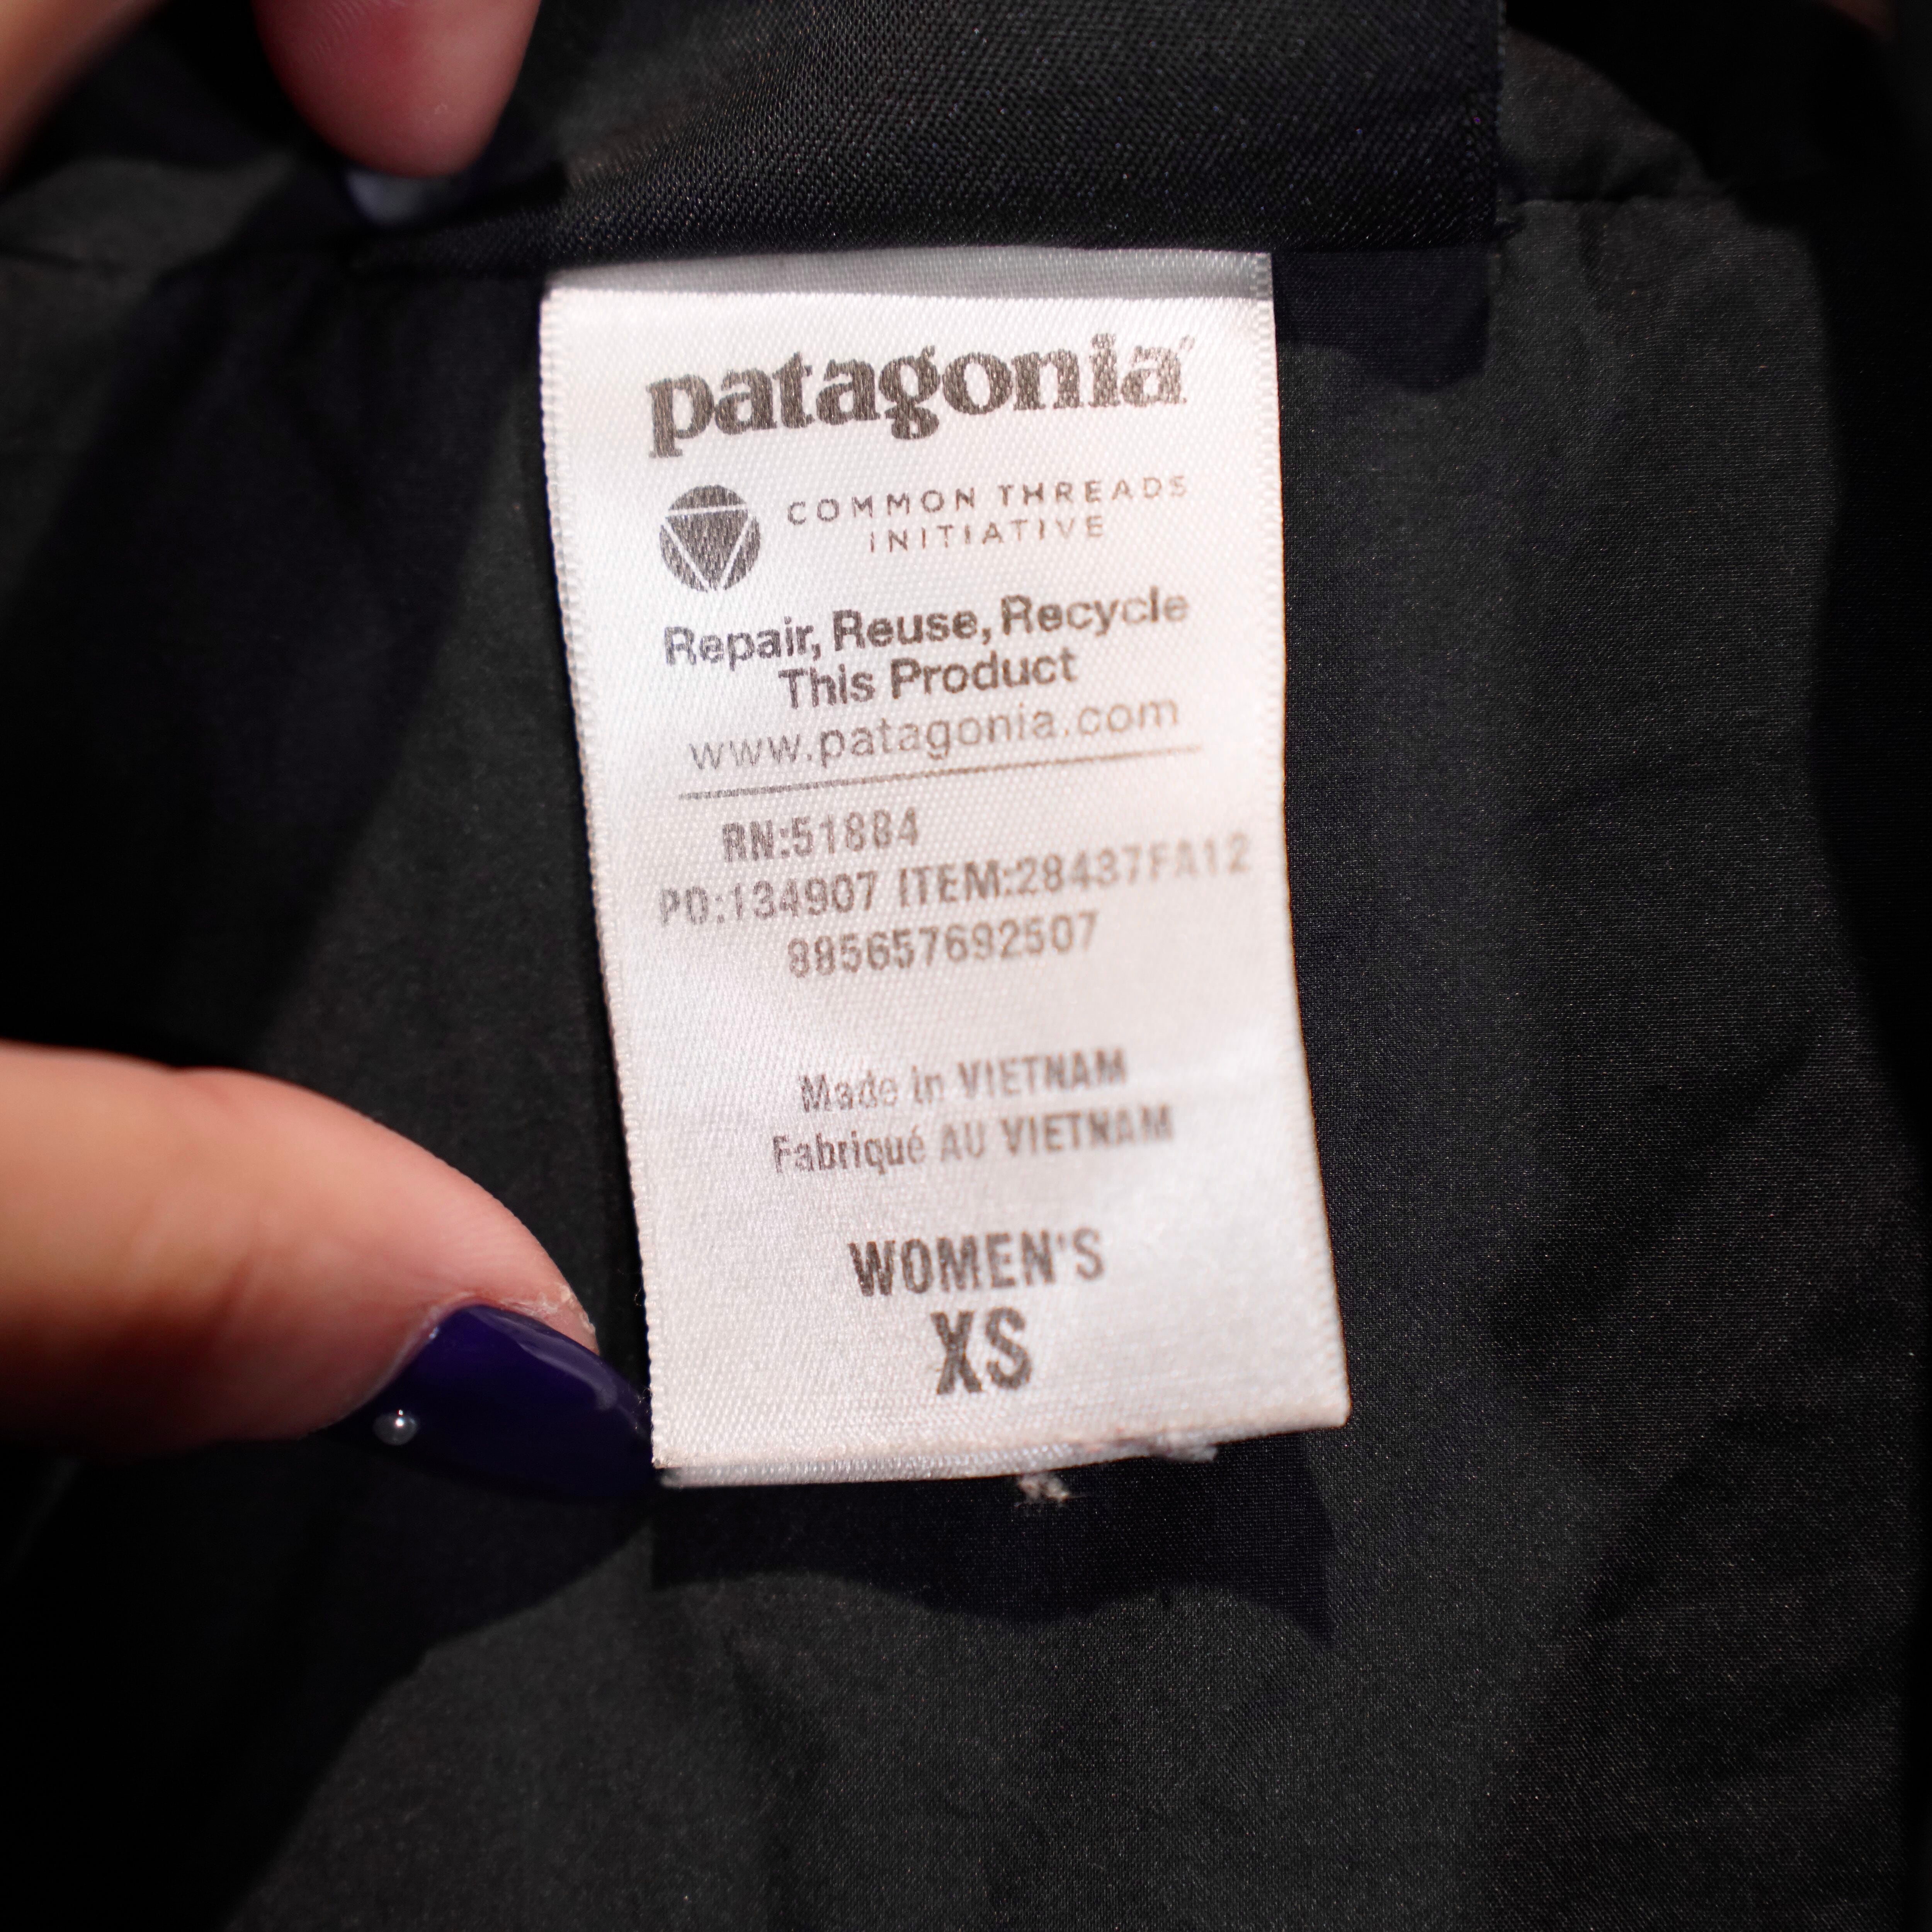 patagonia®
COMMON THREADS
INITIATIVE
Repair, Reuse, Recycle
This Product
www.patagonia.com
RN:51884
PO:134907 ITEM:28437FA12
885657692507
Made in VIETNAM
Fabriqué AU VIETNAM
WOMEN'S
XS